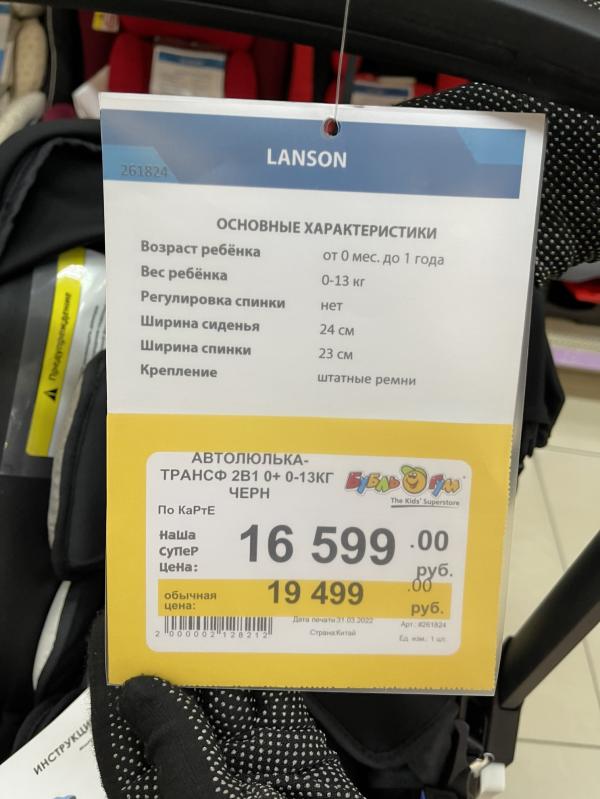 LANSON
261824
ОСНОВНЫЕ ХАРАКТЕРИСТИКИ
Возраст ребёнка от 0 мес. до 1 года
Вес ребёнка 0-13 кг
Регулировка спинки нет
Ширина сиденья 24 см
Ширина спинки 23 см
Крепление штатные ремни
Предупреждение
АВТОЛЮЛЬКА-
ТРАНСФ 2В1 0+ 0-13КГ
ЧЕРН
БУБЛЬ ГУМ
The Kids' Superstore
По КаРтЕ
наша суПеР цена: 16 599 .00 руб.
обычная цена: 19 499 .00 руб.
Дата печати:31.03.2022
Арт.: #261824
2 000002 128212
Страна:Китай
Ед. изм.: 1 шт.
ИНСТРУКЦИ